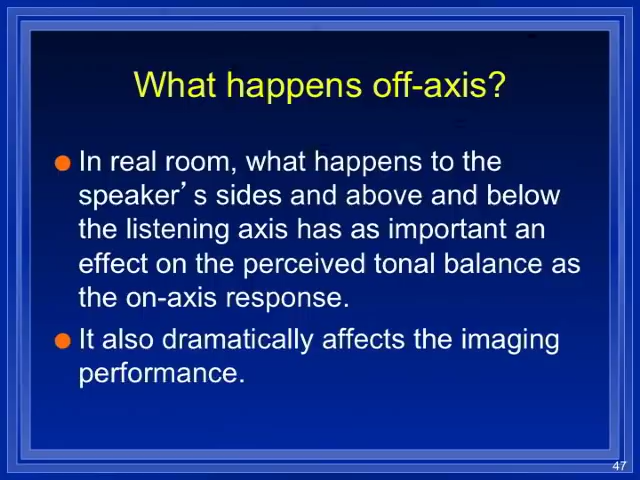 What happens off-axis?
In real room, what happens to the
speaker’s sides and above and below
the listening axis has as important an
effect on the perceived tonal balance as
the on-axis response.
It also dramatically affects the imaging
performance.
47